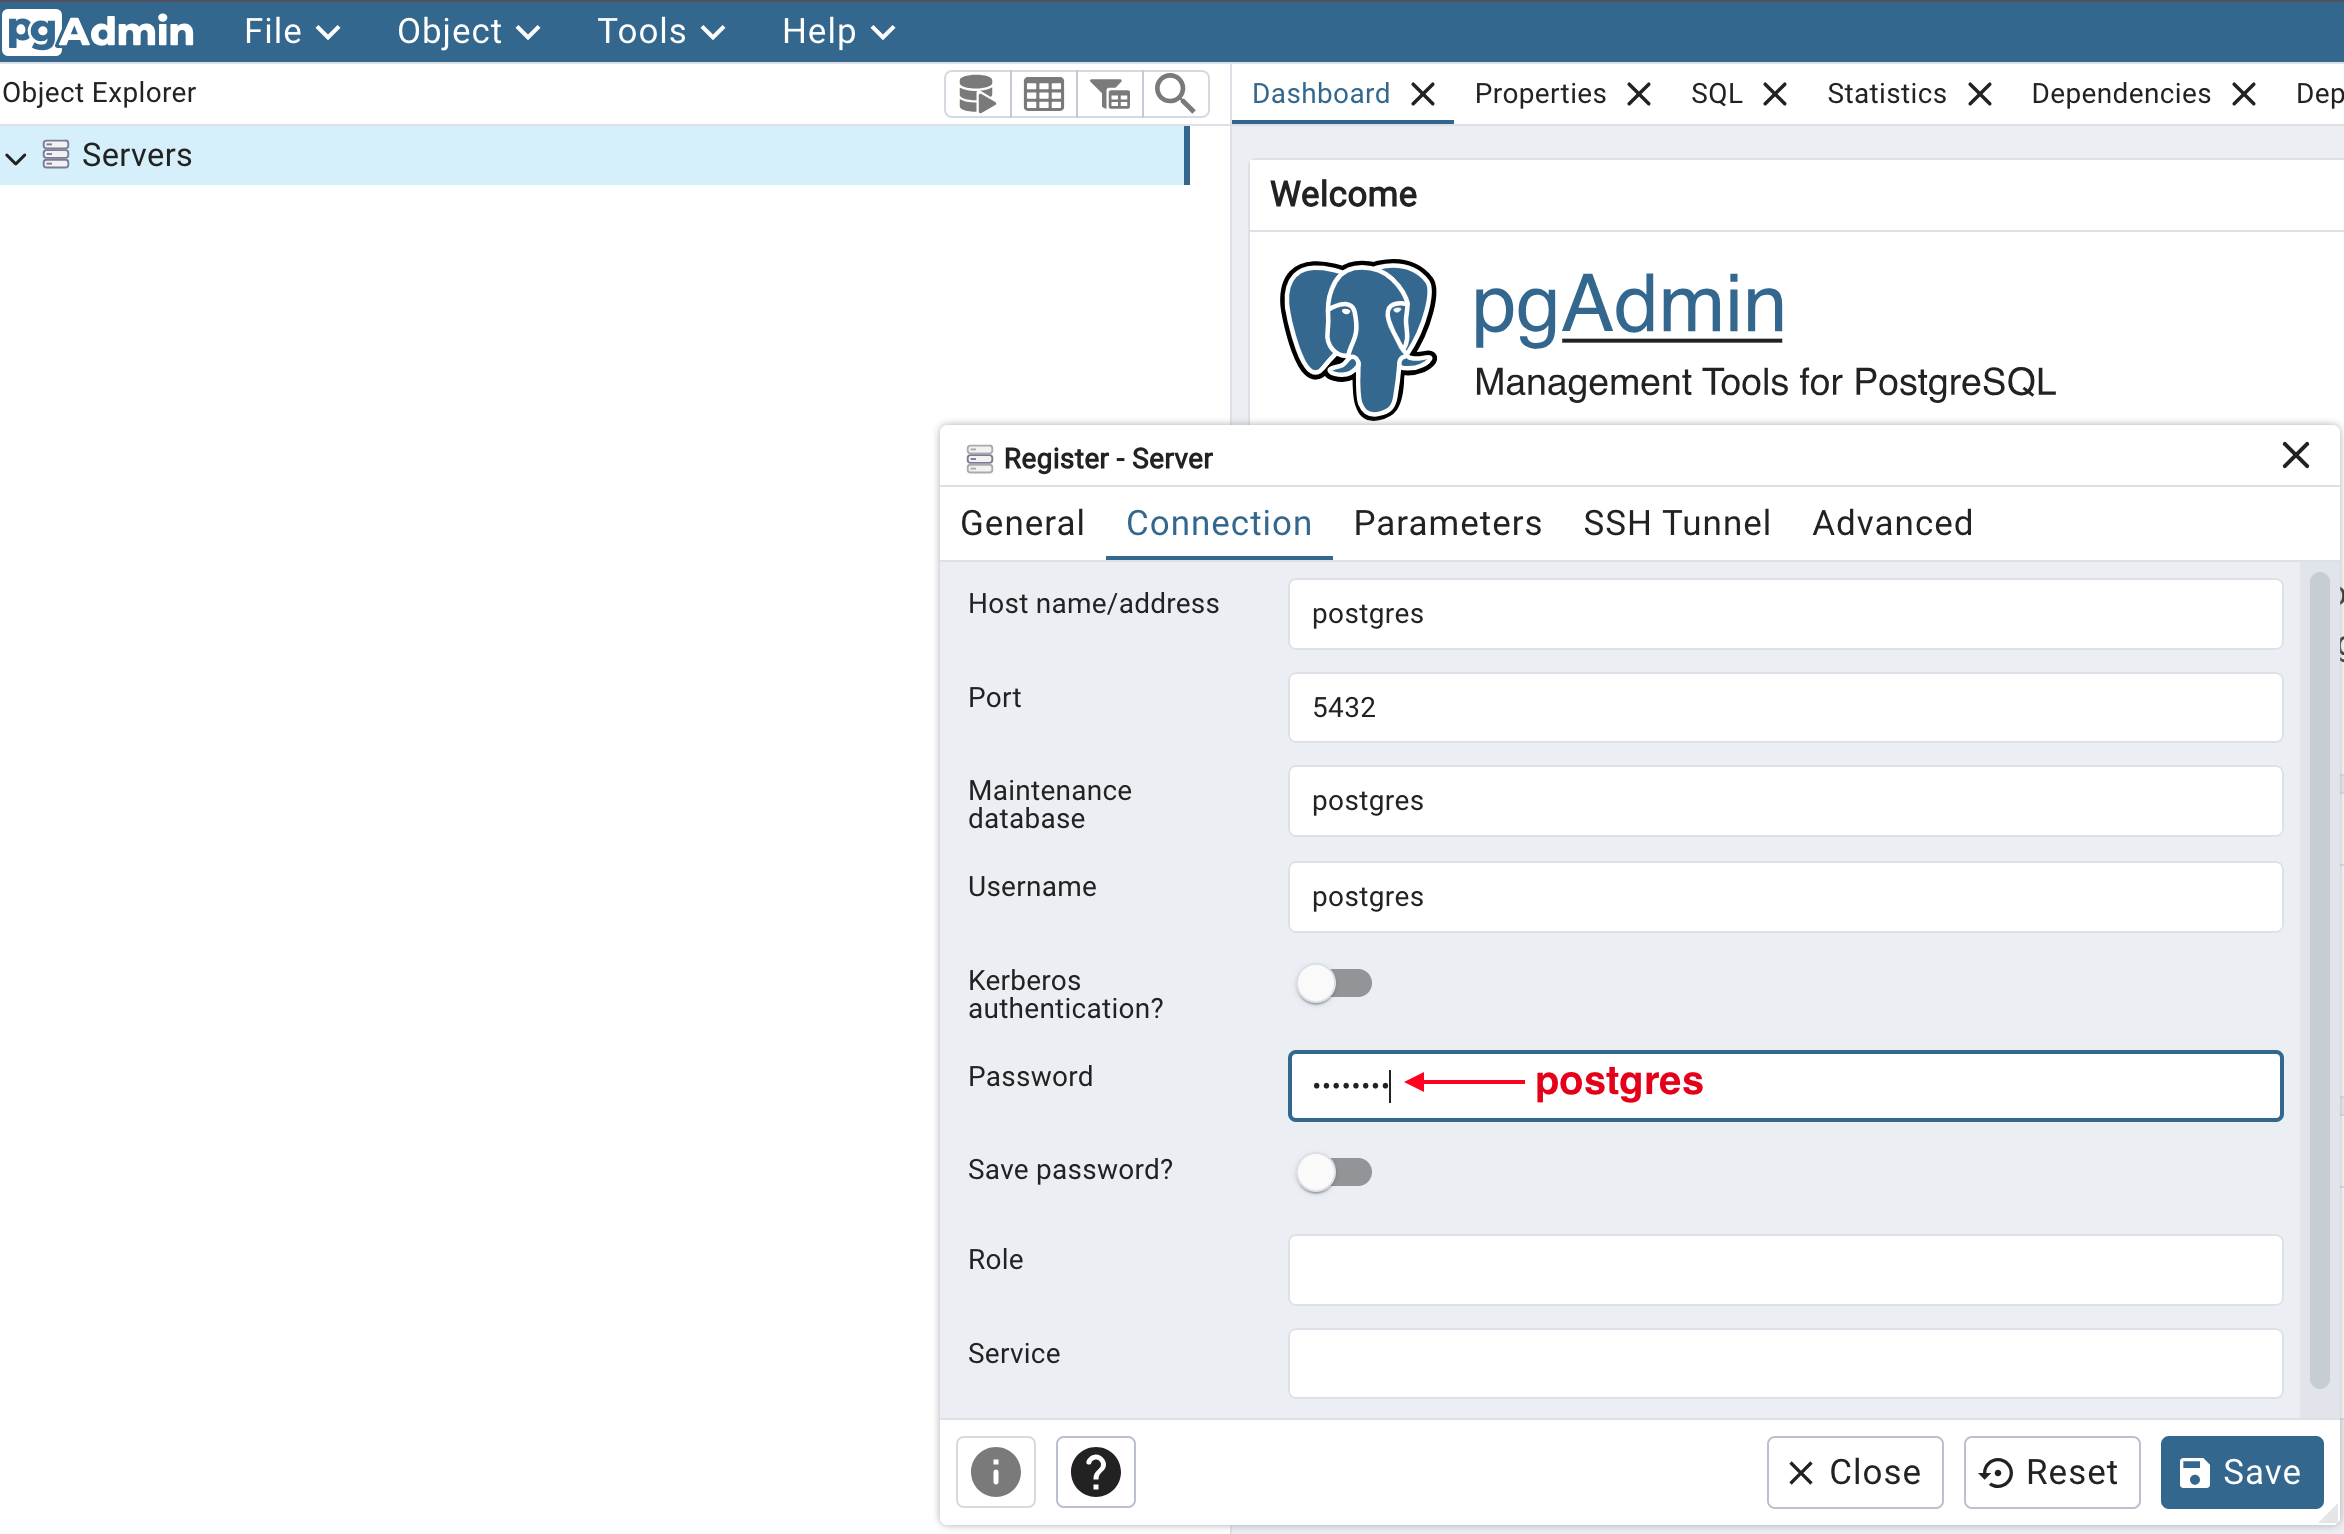 pgAdmin File Object Tools Help
Object Explorer
Dashboard Properties SQL Statistics Dependencies Dep
Servers
Welcome
pgAdmin
Management Tools for PostgreSQL
Register - Server
General Connection Parameters SSH Tunnel Advanced
Host name/address postgres
Port 5432
Maintenance
database
postgres
Username postgres
Kerberos
authentication?
Password •••••••• postgres
Save password?
Role
Service
Close Reset Save